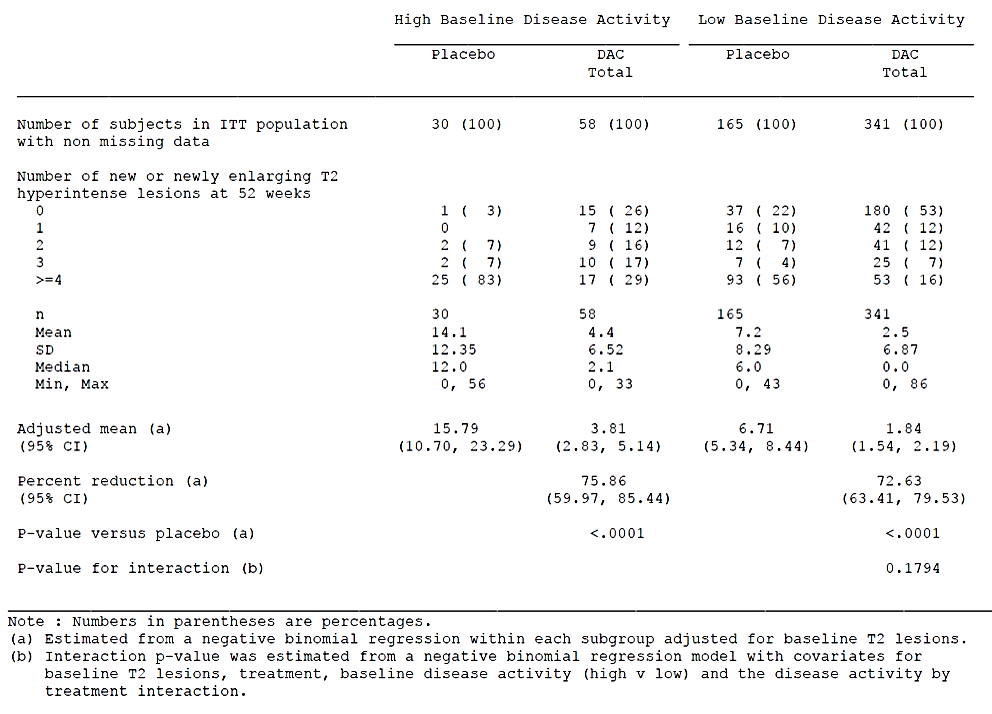 High Baseline Disease Activity Low Baseline Disease Activity
Placebo DAC Placebo DAC
Total Total
Number of subjects in ITT population 30 (100) 58 (100) 165 (100) 341 (100)
with non missing data
Number of new or newly enlarging T2
hyperintense lesions at 52 weeks
0 1 ( 3) 15 ( 26) 37 ( 22) 180 ( 53)
1 0 7 ( 12) 16 ( 10) 42 ( 12)
2 2 ( 7) 9 ( 16) 12 ( 7) 41 ( 12)
3 2 ( 7) 10 ( 17) 7 ( 4) 25 ( 7)
>=4 25 ( 83) 17 ( 29) 93 ( 56) 53 ( 16)
n 30 58 165 341
Mean 14.1 4.4 7.2 2.5
SD 12.35 6.52 8.29 6.87
Median 12.0 2.1 6.0 0.0
Min, Max 0, 56 0, 33 0, 43 0, 86
Adjusted mean (a) 15.79 3.81 6.71 1.84
(95% CI) (10.70, 23.29) (2.83, 5.14) (5.34, 8.44) (1.54, 2.19)
Percent reduction (a) 75.86 72.63
(95% CI) (59.97, 85.44) (63.41, 79.53)
P-value versus placebo (a) <.0001 <.0001
P-value for interaction (b) 0.1794
Note : Numbers in parentheses are percentages.
(a) Estimated from a negative binomial regression within each subgroup adjusted for baseline T2 lesions.
(b) Interaction p-value was estimated from a negative binomial regression model with covariates for
baseline T2 lesions, treatment, baseline disease activity (high v low) and the disease activity by
treatment interaction.